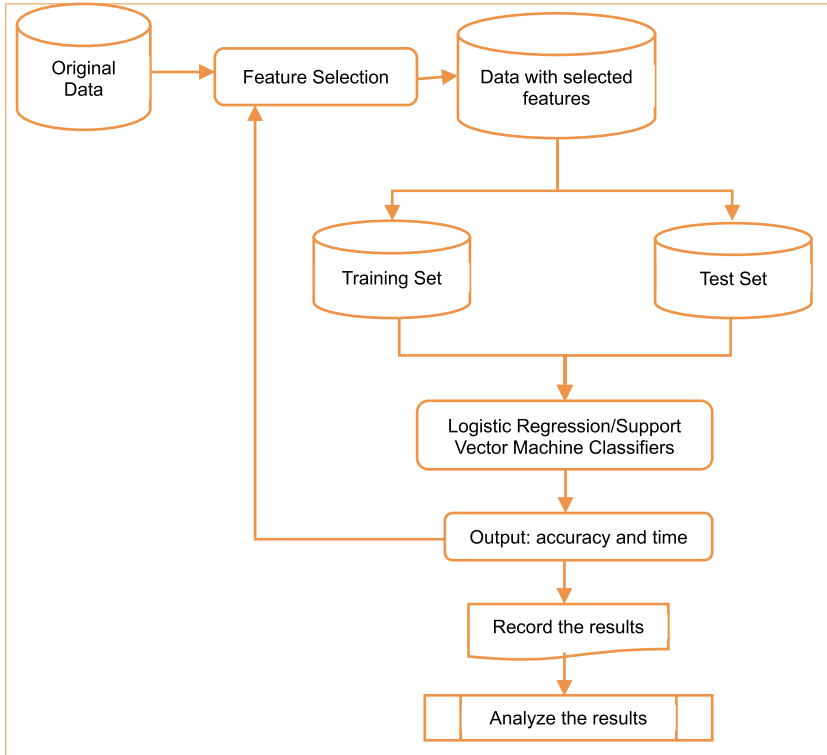 Original
Data
Feature Selection
Data with selected
features
Training Set
Test Set
Logistic Regression/Support
Vector Machine Classifiers
Output: accuracy and time
Record the results
Analyze the results